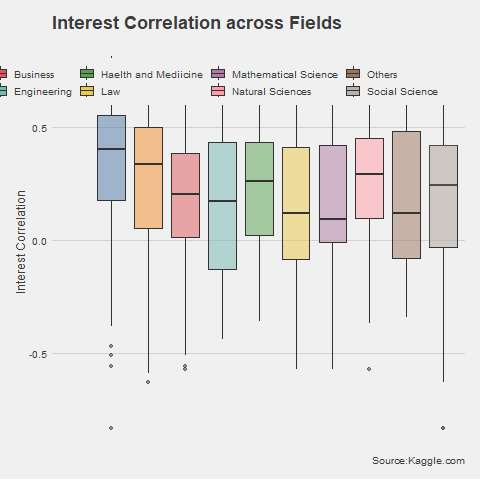 Interest Correlation across Fields
Business Haelth and Mediicine Mathematical Science Others
Engineering Law Natural Sciences Social Science
0.5
0.0
-0.5
Interest Correlation
Source:Kaggle.com